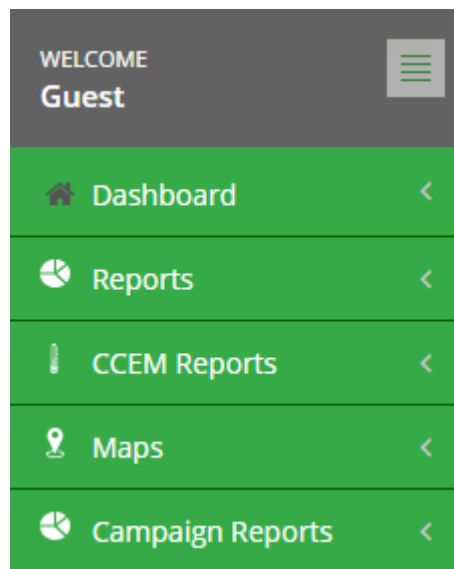 WELCOME
Guest
Dashboard
Reports
CCEM Reports
Maps
Campaign Reports